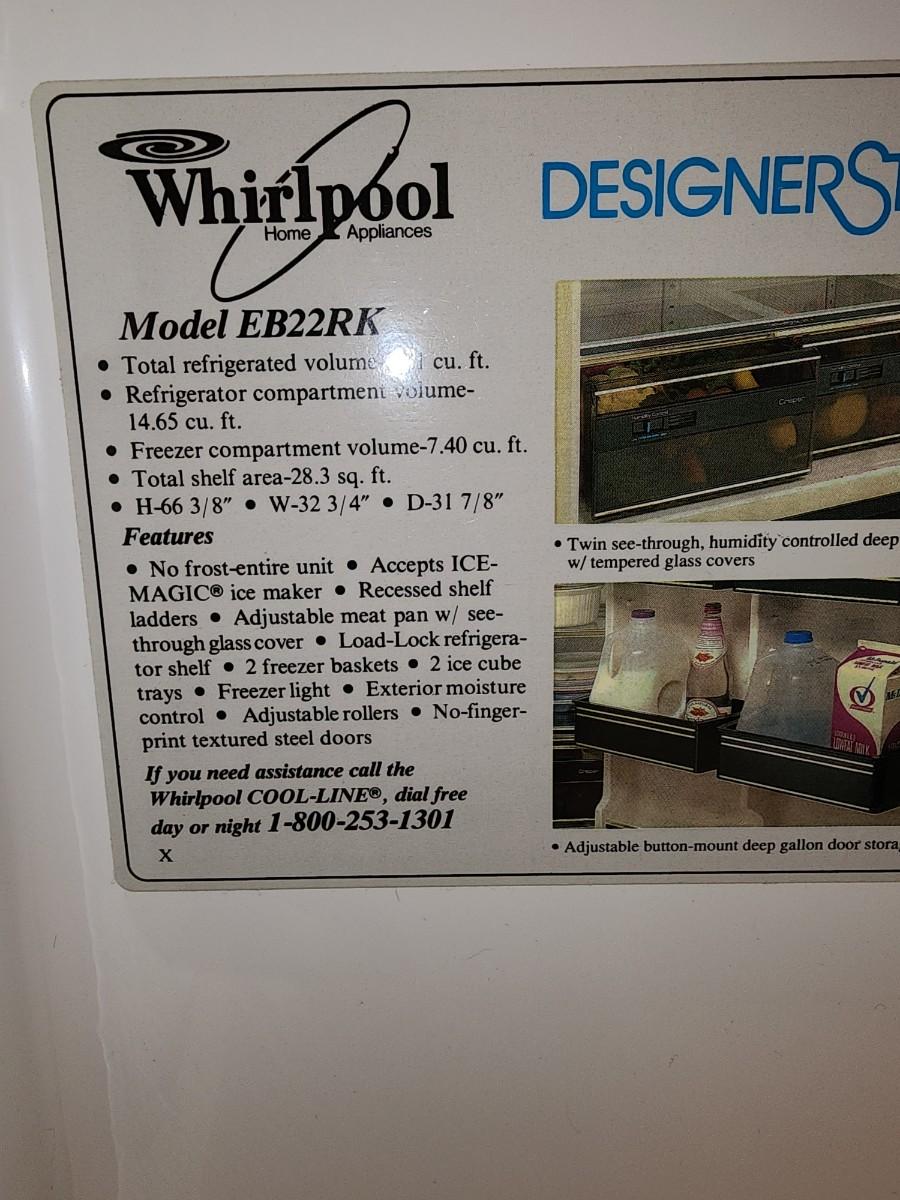 Whirlpool
Home Appliances
DESIGNER
Model EB22RK
• Total refrigerated volume cu. ft.
• Refrigerator compartment volume-
14.65 cu. ft.
• Freezer compartment volume-7.40 cu. ft.
• Total shelf area-28.3 sq. ft.
• H-66 3/8" • W-32 3/4" • D-31 7/8"
Features
• No frost-entire unit • Accepts ICE-
MAGIC® ice maker • Recessed shelf
ladders • Adjustable meat pan w/ see-
through glass cover • Load-Lock refrigera-
tor shelf • 2 freezer baskets • 2 ice cube
trays • Freezer light • Exterior moisture
control • Adjustable rollers • No-finger-
print textured steel doors
If you need assistance call the
Whirlpool COOL-LINE®, dial free
day or night 1-800-253-1301
X
Crisper
Humidity Control
• Twin see-through, humidity controlled deep
w/ tempered glass covers
LOWFAT MILK
• Adjustable button-mount deep gallon door